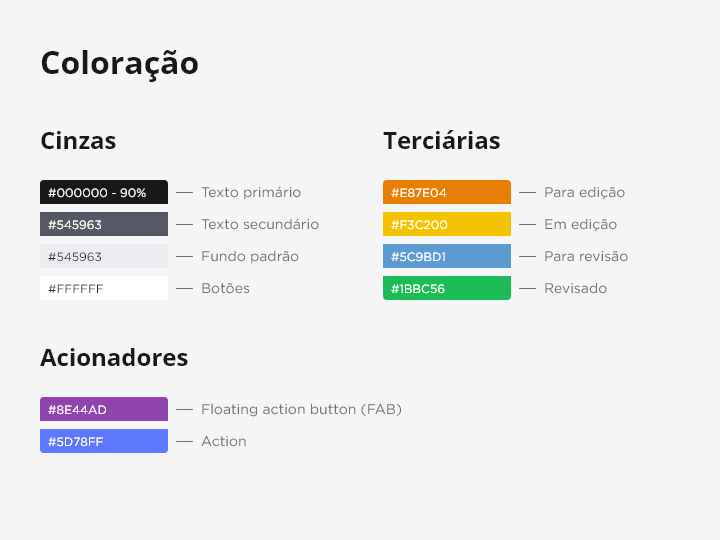 Coloração
Cinzas
#000000 - 90% — Texto primário
#545963 — Texto secundário
#545963 — Fundo padrão
#FFFFFF — Botões
Terciárias
#E87E04 — Para edição
#F3C200 — Em edição
#5C9BD1 — Para revisão
#1BBC56 — Revisado
Acionadores
#8E44AD — Floating action button (FAB)
#5D78FF — Action